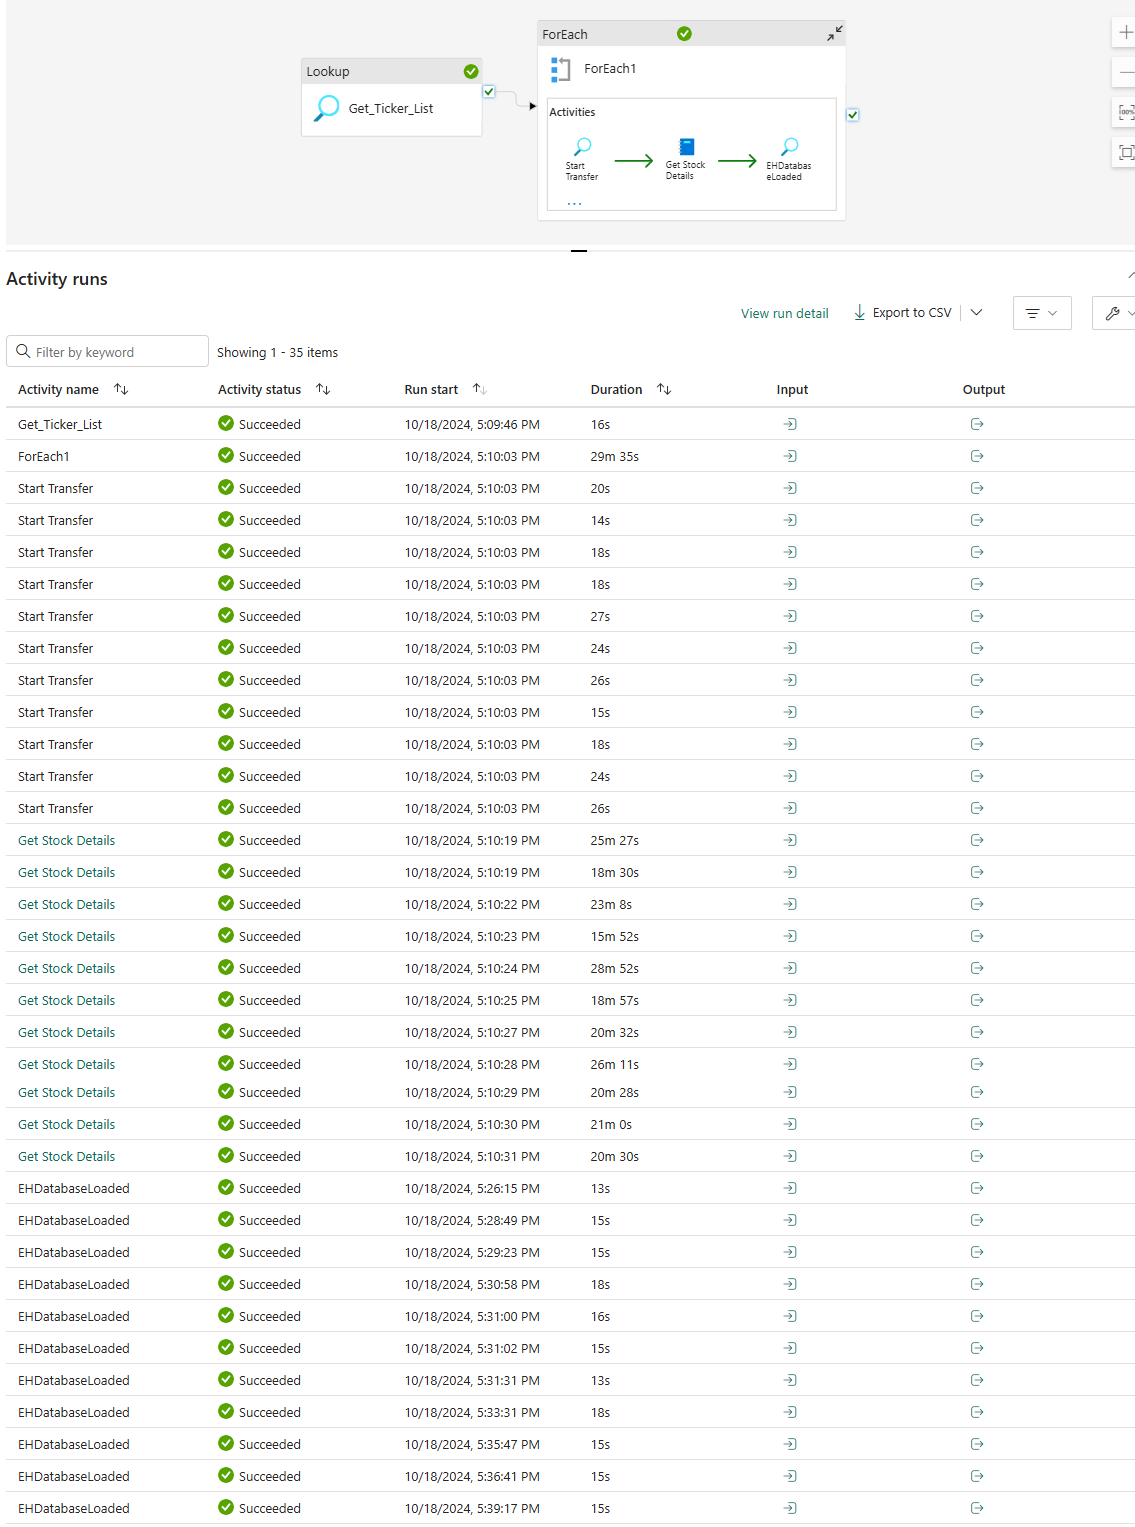 Lookup
Get_Ticker_List
ForEach
ForEach1
Activities
Start
Transfer
Get Stock
Details
EHDatabas
eLoaded
...
100%
Activity runs
View run detail
Export to CSV
Filter by keyword
Showing 1 - 35 items
Activity name Activity status Run start Duration Input Output
Get_Ticker_List Succeeded 10/18/2024, 5:09:46 PM 16s
ForEach1 Succeeded 10/18/2024, 5:10:03 PM 29m 35s
Start Transfer Succeeded 10/18/2024, 5:10:03 PM 20s
Start Transfer Succeeded 10/18/2024, 5:10:03 PM 14s
Start Transfer Succeeded 10/18/2024, 5:10:03 PM 18s
Start Transfer Succeeded 10/18/2024, 5:10:03 PM 18s
Start Transfer Succeeded 10/18/2024, 5:10:03 PM 27s
Start Transfer Succeeded 10/18/2024, 5:10:03 PM 24s
Start Transfer Succeeded 10/18/2024, 5:10:03 PM 26s
Start Transfer Succeeded 10/18/2024, 5:10:03 PM 15s
Start Transfer Succeeded 10/18/2024, 5:10:03 PM 18s
Start Transfer Succeeded 10/18/2024, 5:10:03 PM 24s
Start Transfer Succeeded 10/18/2024, 5:10:03 PM 26s
Get Stock Details Succeeded 10/18/2024, 5:10:19 PM 25m 27s
Get Stock Details Succeeded 10/18/2024, 5:10:19 PM 18m 30s
Get Stock Details Succeeded 10/18/2024, 5:10:22 PM 23m 8s
Get Stock Details Succeeded 10/18/2024, 5:10:23 PM 15m 52s
Get Stock Details Succeeded 10/18/2024, 5:10:24 PM 28m 52s
Get Stock Details Succeeded 10/18/2024, 5:10:25 PM 18m 57s
Get Stock Details Succeeded 10/18/2024, 5:10:27 PM 20m 32s
Get Stock Details Succeeded 10/18/2024, 5:10:28 PM 26m 11s
Get Stock Details Succeeded 10/18/2024, 5:10:29 PM 20m 28s
Get Stock Details Succeeded 10/18/2024, 5:10:30 PM 21m 0s
Get Stock Details Succeeded 10/18/2024, 5:10:31 PM 20m 30s
EHDatabaseLoaded Succeeded 10/18/2024, 5:26:15 PM 13s
EHDatabaseLoaded Succeeded 10/18/2024, 5:28:49 PM 15s
EHDatabaseLoaded Succeeded 10/18/2024, 5:29:23 PM 15s
EHDatabaseLoaded Succeeded 10/18/2024, 5:30:58 PM 18s
EHDatabaseLoaded Succeeded 10/18/2024, 5:31:00 PM 16s
EHDatabaseLoaded Succeeded 10/18/2024, 5:31:02 PM 15s
EHDatabaseLoaded Succeeded 10/18/2024, 5:31:31 PM 13s
EHDatabaseLoaded Succeeded 10/18/2024, 5:33:31 PM 18s
EHDatabaseLoaded Succeeded 10/18/2024, 5:35:47 PM 15s
EHDatabaseLoaded Succeeded 10/18/2024, 5:36:41 PM 15s
EHDatabaseLoaded Succeeded 10/18/2024, 5:39:17 PM 15s